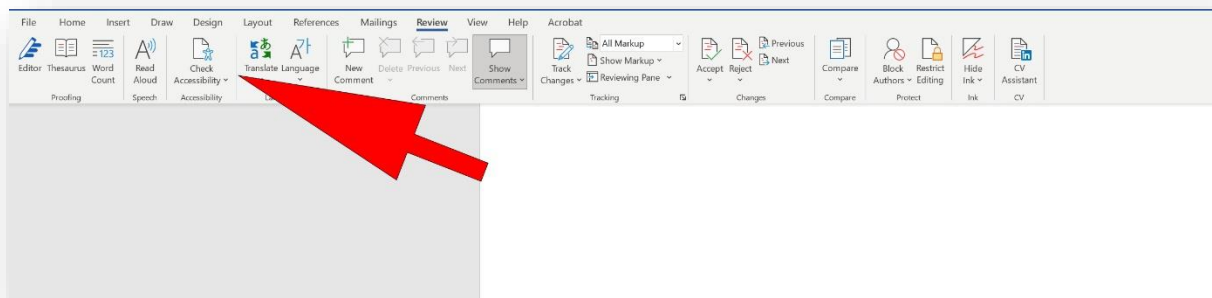 File Home Insert Draw Design Layout References Mailings Review View Help Acrobat
Editor Thesaurus Word Count
=123
Proofing
Read Aloud
Speech
Check Accessibility
Accessibility
Translate Language
New Comment Delete Previous Next Show Comments
Comments
Track Changes
All Markup
Show Markup
Reviewing Pane
Tracking
Accept Reject
Previous
Next
Changes
Compare
Compare
Block Authors Restrict Editing
Protect
Hide Ink
Ink
CV Assistant
CV